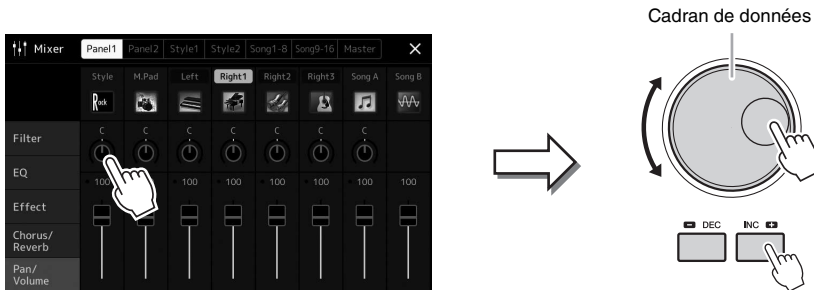 Cadran de données
Mixer
Panel1 Panel2 Style1 Style2 Song1-8 Song9-16 Master ×
Style M.Pad Left Right1 Right2 Right3 Song A Song B
Rock
Filter
C C C C C C C
EQ
100 100 100 100 100 100 100
Effect
Chorus/
Reverb
Pan/
Volume
− DEC INC +